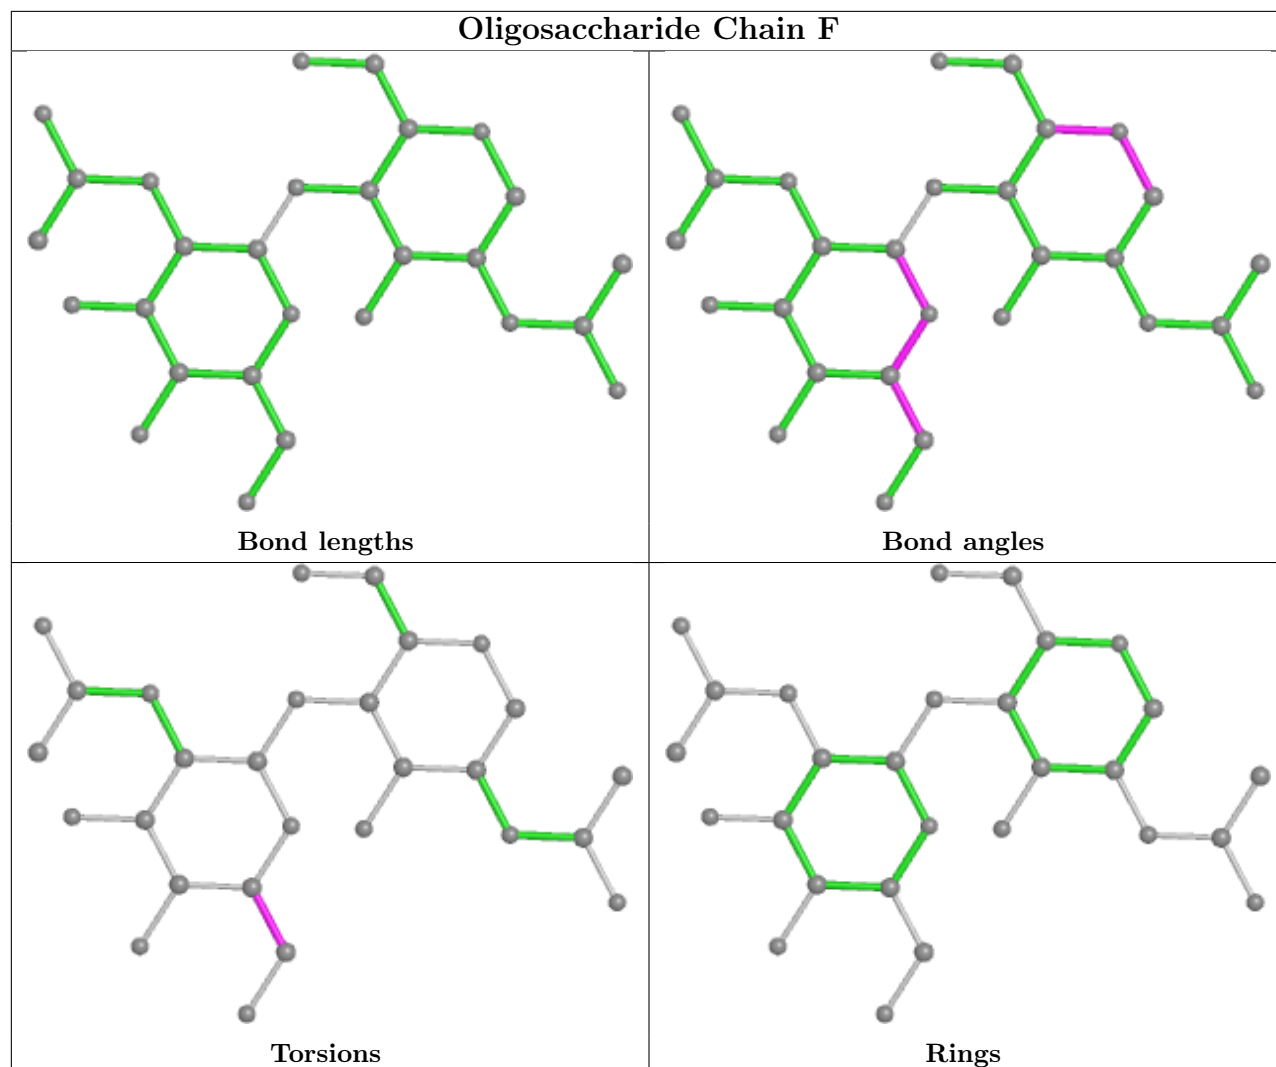 Oligosaccharide Chain F
Bond lengths
Bond angles
Torsions
Rings